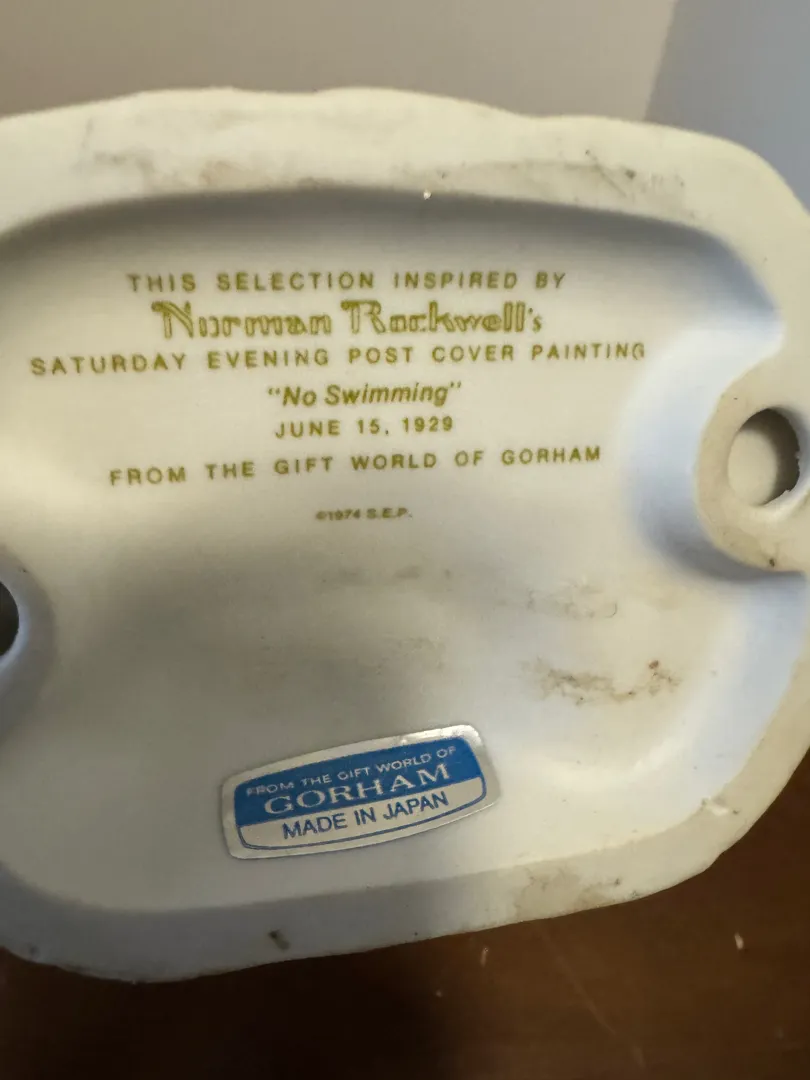 THIS SELECTION INSPIRED BY
Norman Rockwell's
SATURDAY EVENING POST COVER PAINTING
"No Swimming"
JUNE 15, 1929
FROM THE GIFT WORLD OF GORHAM
©1974 S.E.P.
FROM THE GIFT WORLD OF
GORHAM
MADE IN JAPAN